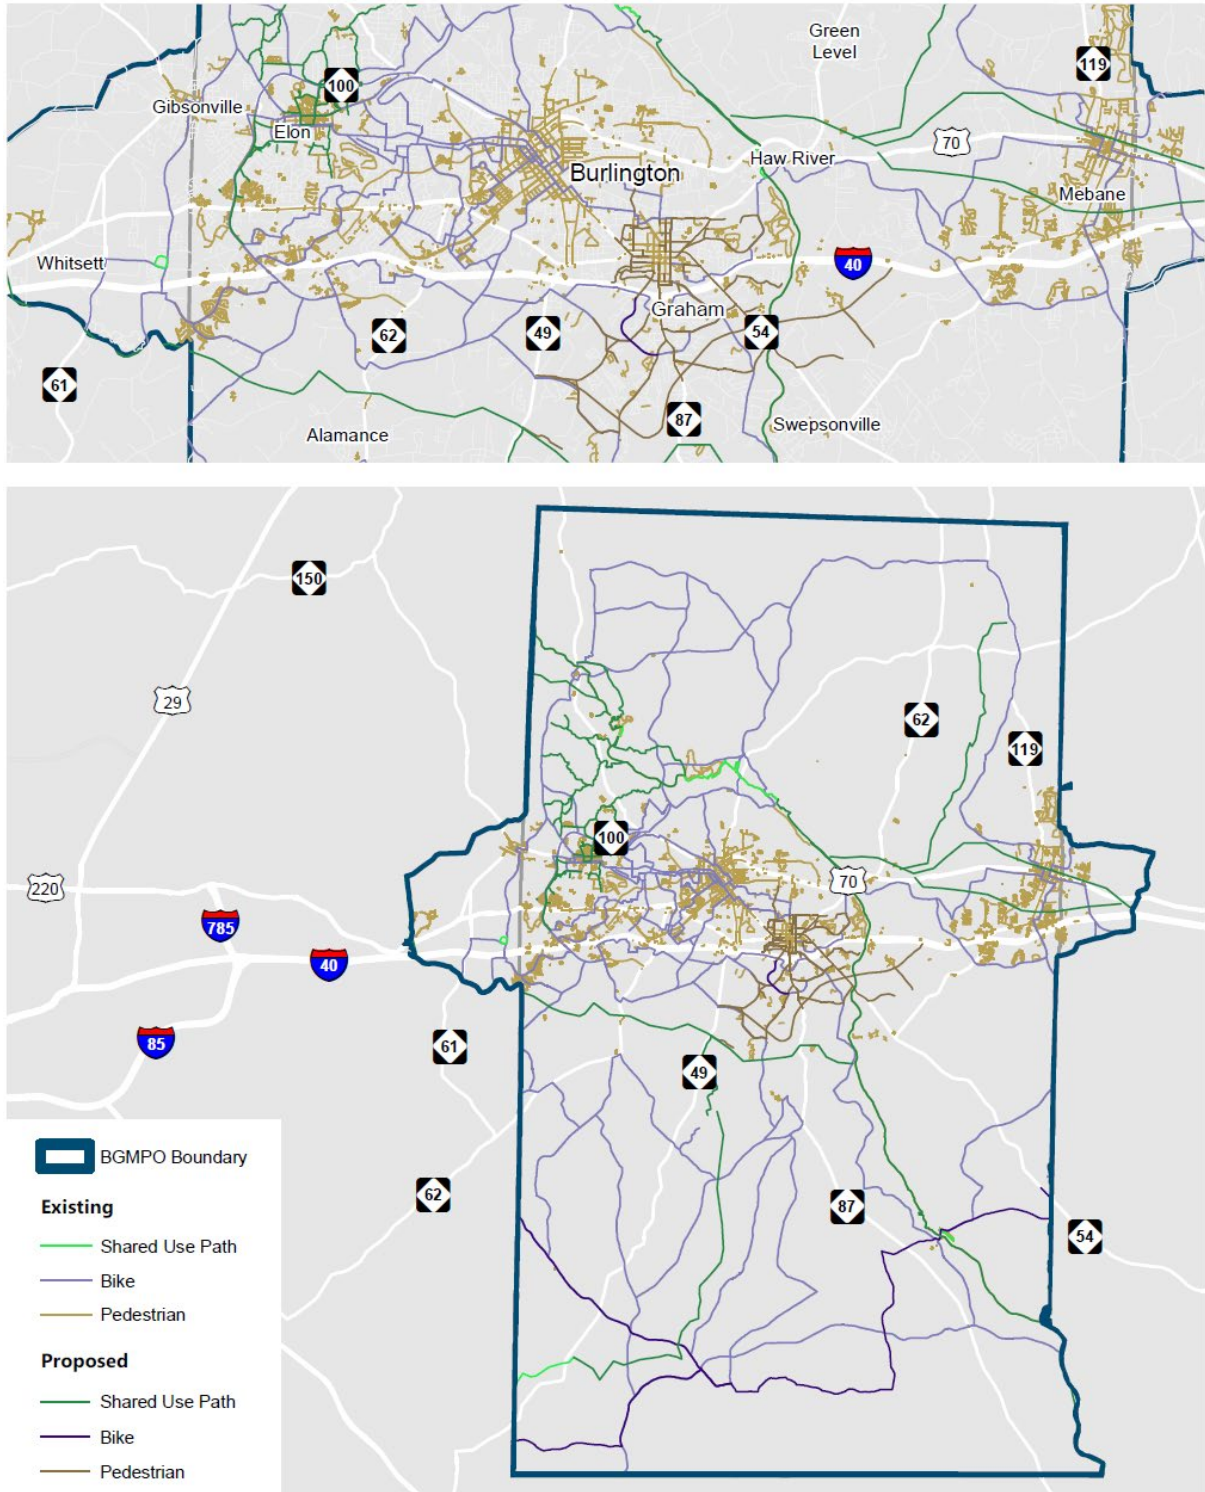 Green
Level
119
100
Gibsonville
Elon
70
Haw River
Burlington
Mebane
Whitsett
40
Graham
62
49
54
61
87
Swepsonville
Alamance
150
29
62
119
100
220
70
785
40
85
61
49
62
87
54
BGMPO Boundary
Existing
Shared Use Path
Bike
Pedestrian
Proposed
Shared Use Path
Bike
Pedestrian